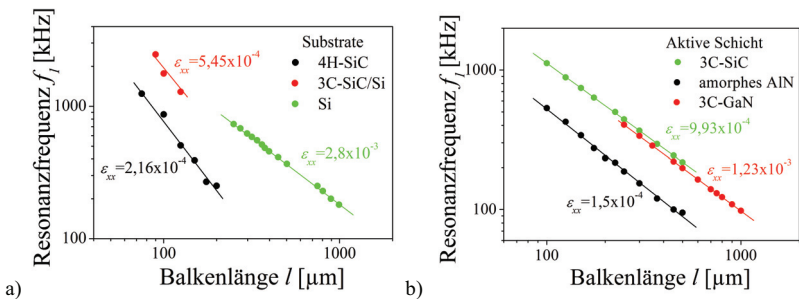 a)
Resonanzfrequenz f₁ [kHz]
1000
100
100
1000
Balkenlänge l [µm]
Substrate
4H-SiC
3C-SiC/Si
Si
εxx=5,45x10⁻⁴
εxx=2,16x10⁻⁴
εxx=2,8x10⁻³
b)
Resonanzfrequenz f₁ [kHz]
1000
100
100
1000
Balkenlänge l [µm]
Aktive Schicht
3C-SiC
amorphes AlN
3C-GaN
εxx=9,93x10⁻⁴
εxx=1,23x10⁻³
εxx=1,5x10⁻⁴